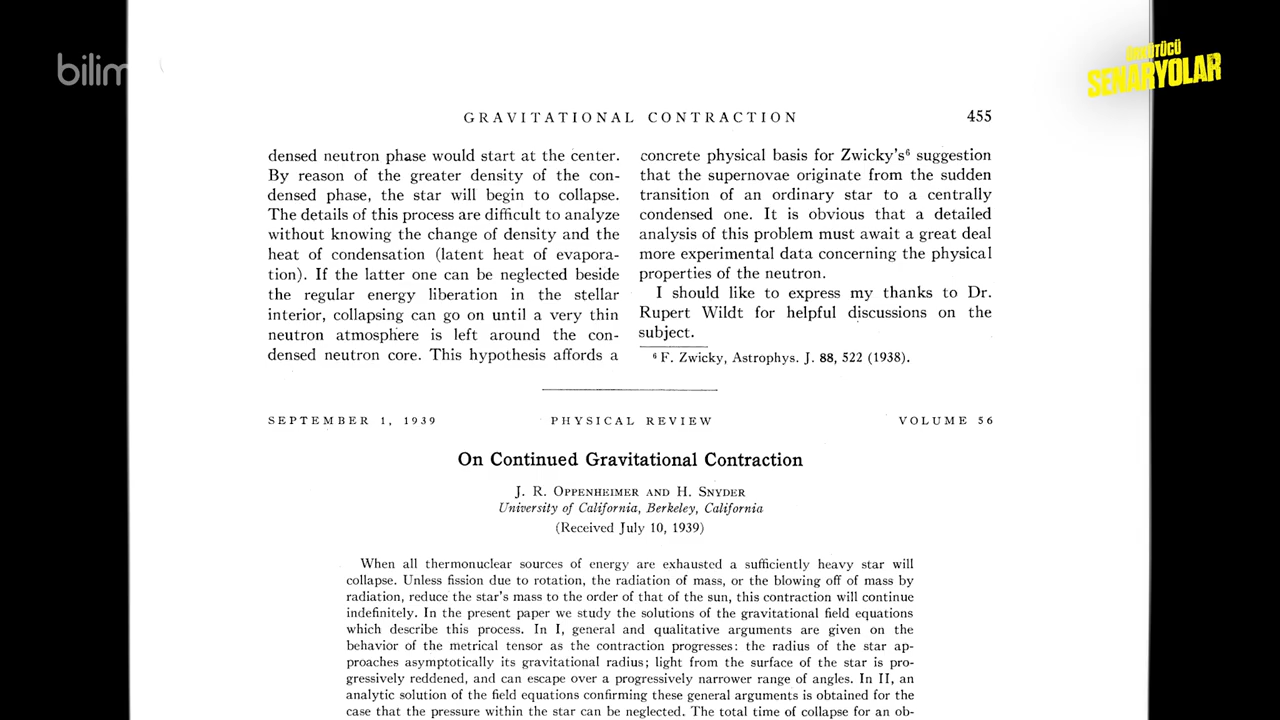 bilim
ÜRKÜTÜCÜ
SENARYOLAR
GRAVITATIONAL CONTRACTION 455
densed neutron phase would start at the center.
By reason of the greater density of the con-
densed phase, the star will begin to collapse.
The details of this process are difficult to analyze
without knowing the change of density and the
heat of condensation (latent heat of evapora-
tion). If the latter one can be neglected beside
the regular energy liberation in the stellar
interior, collapsing can go on until a very thin
neutron atmosphere is left around the con-
densed neutron core. This hypothesis affords a
concrete physical basis for Zwicky's⁶ suggestion
that the supernovae originate from the sudden
transition of an ordinary star to a centrally
condensed one. It is obvious that a detailed
analysis of this problem must await a great deal
more experimental data concerning the physical
properties of the neutron.
I should like to express my thanks to Dr.
Rupert Wildt for helpful discussions on the
subject.
⁶ F. Zwicky, Astrophys. J. 88, 522 (1938).
SEPTEMBER 1, 1939 PHYSICAL REVIEW VOLUME 56
On Continued Gravitational Contraction
J. R. OPPENHEIMER AND H. SNYDER
University of California, Berkeley, California
(Received July 10, 1939)
When all thermonuclear sources of energy are exhausted a sufficiently heavy star will
collapse. Unless fission due to rotation, the radiation of mass, or the blowing off of mass by
radiation, reduce the star's mass to the order of that of the sun, this contraction will continue
indefinitely. In the present paper we study the solutions of the gravitational field equations
which describe this process. In I, general and qualitative arguments are given on the
behavior of the metrical tensor as the contraction progresses: the radius of the star ap-
proaches asymptotically its gravitational radius; light from the surface of the star is pro-
gressively reddened, and can escape over a progressively narrower range of angles. In II, an
analytic solution of the field equations confirming these general arguments is obtained for the
case that the pressure within the star can be neglected. The total time of collapse for an ob-